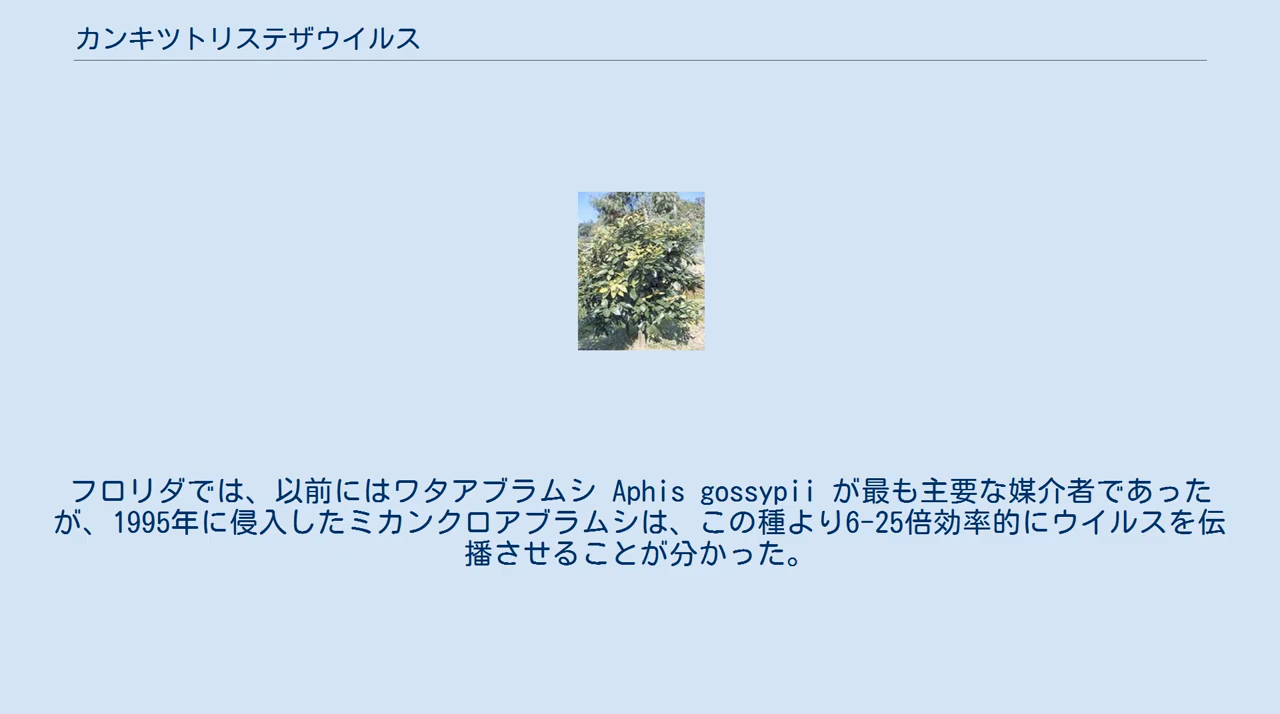 カンキツトリステザウイルス
フロリダでは、以前にはワタアブラムシ Aphis gossypii が最も主要な媒介者であった
が、1995年に侵入したミカンクロアブラムシは、この種より6-25倍効率的にウイルスを伝
播させることが分かった。